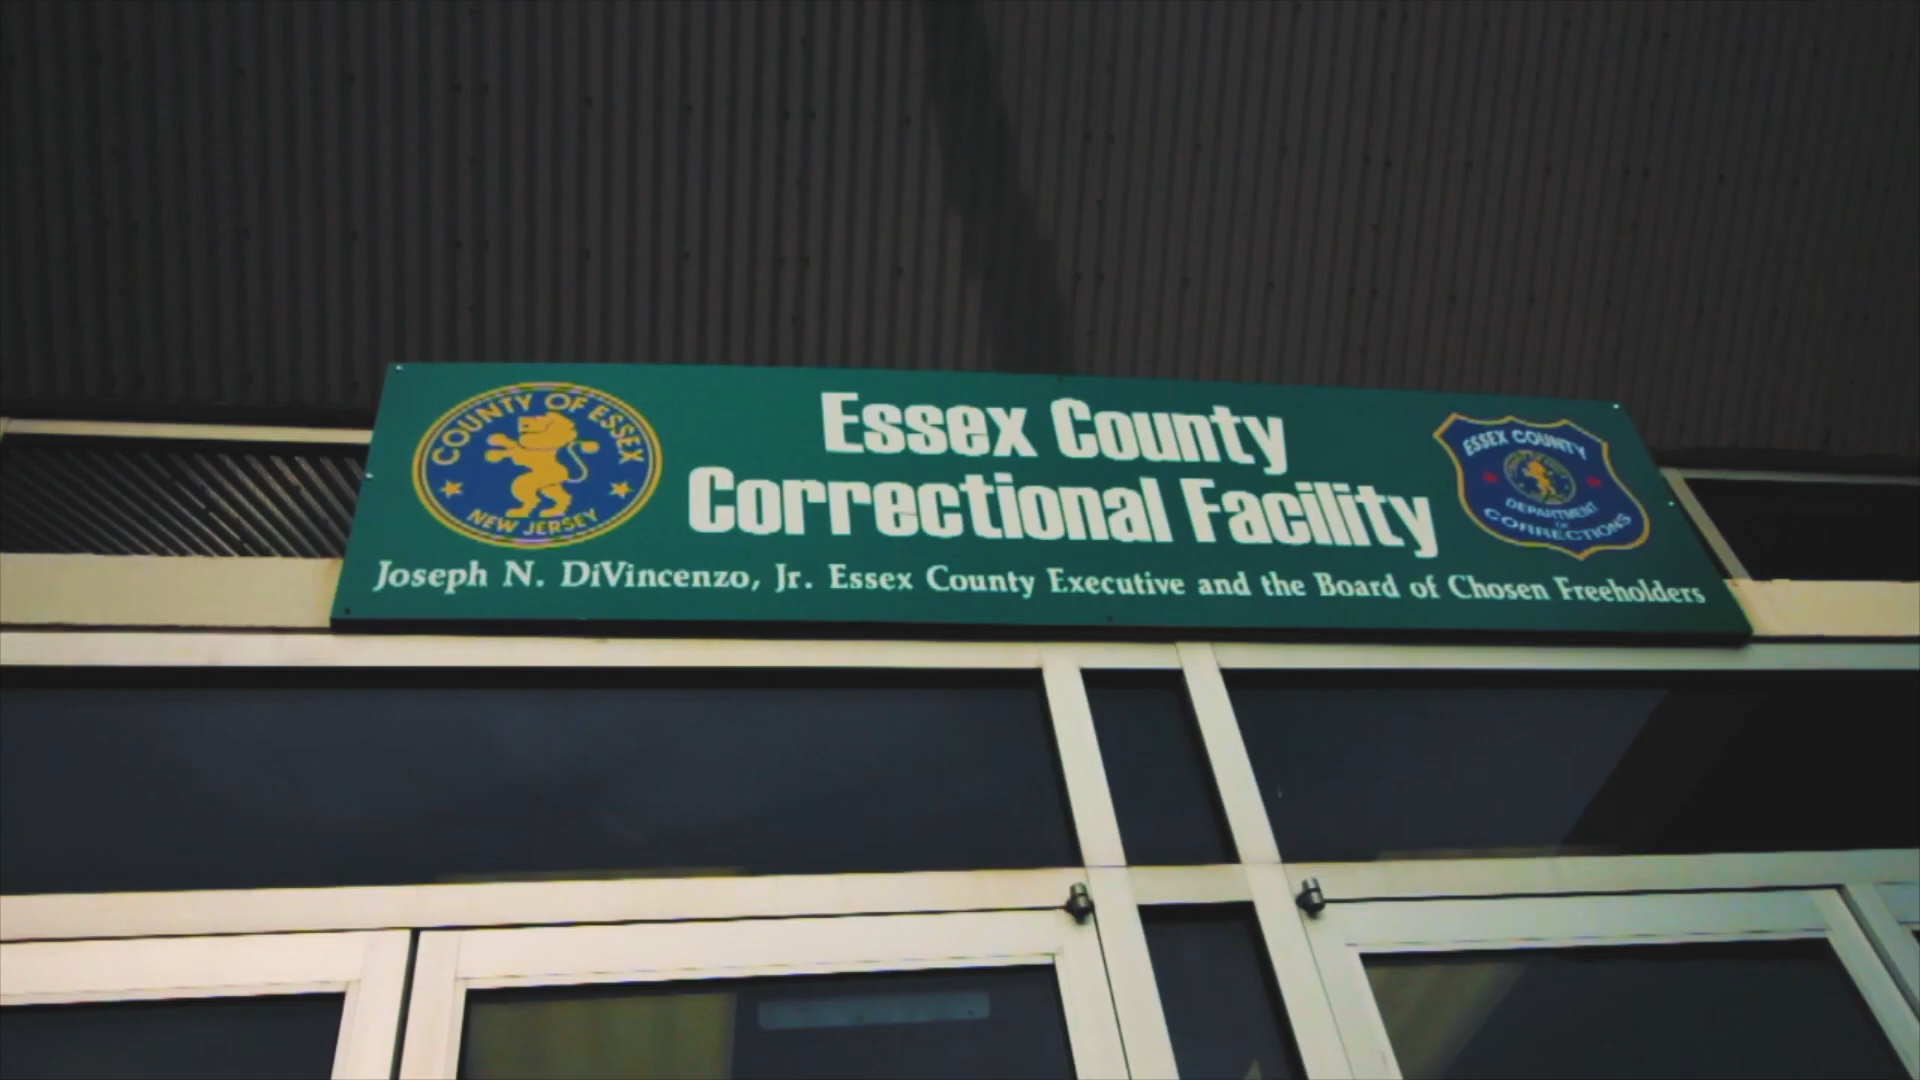 COUNTY OF ESSEX
NEW JERSEY
Essex County
Correctional Facility
Joseph N. DiVincenzo, Jr. Essex County Executive and the Board of Chosen Freeholders
ESSEX COUNTY
DEPARTMENT
OF
CORRECTIONS